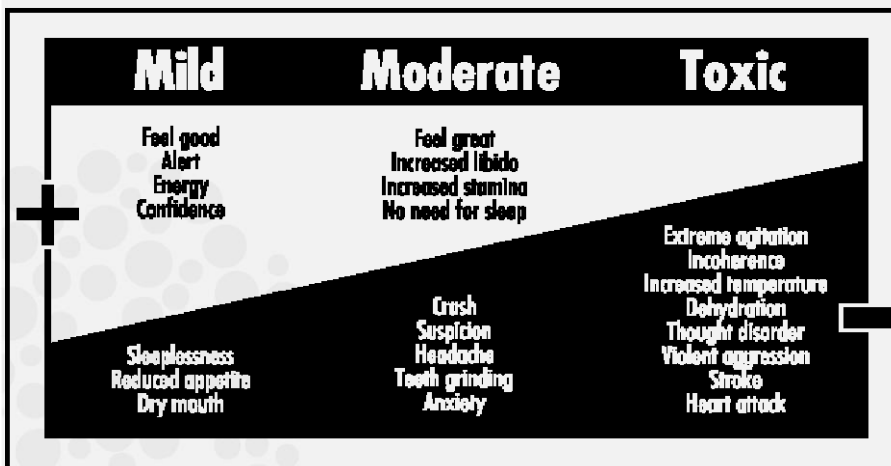 Mild
Moderate
Toxic
Feel good
Alert
Energy
Confidence
Feel great
Increased libido
Increased stamina
No need for sleep
Sleeplessness
Reduced appetite
Dry mouth
Crash
Suspicion
Headache
Teeth grinding
Anxiety
Extreme agitation
Incoherence
Increased temperature
Dehydration
Thought disorder
Violent aggression
Stroke
Heart attack